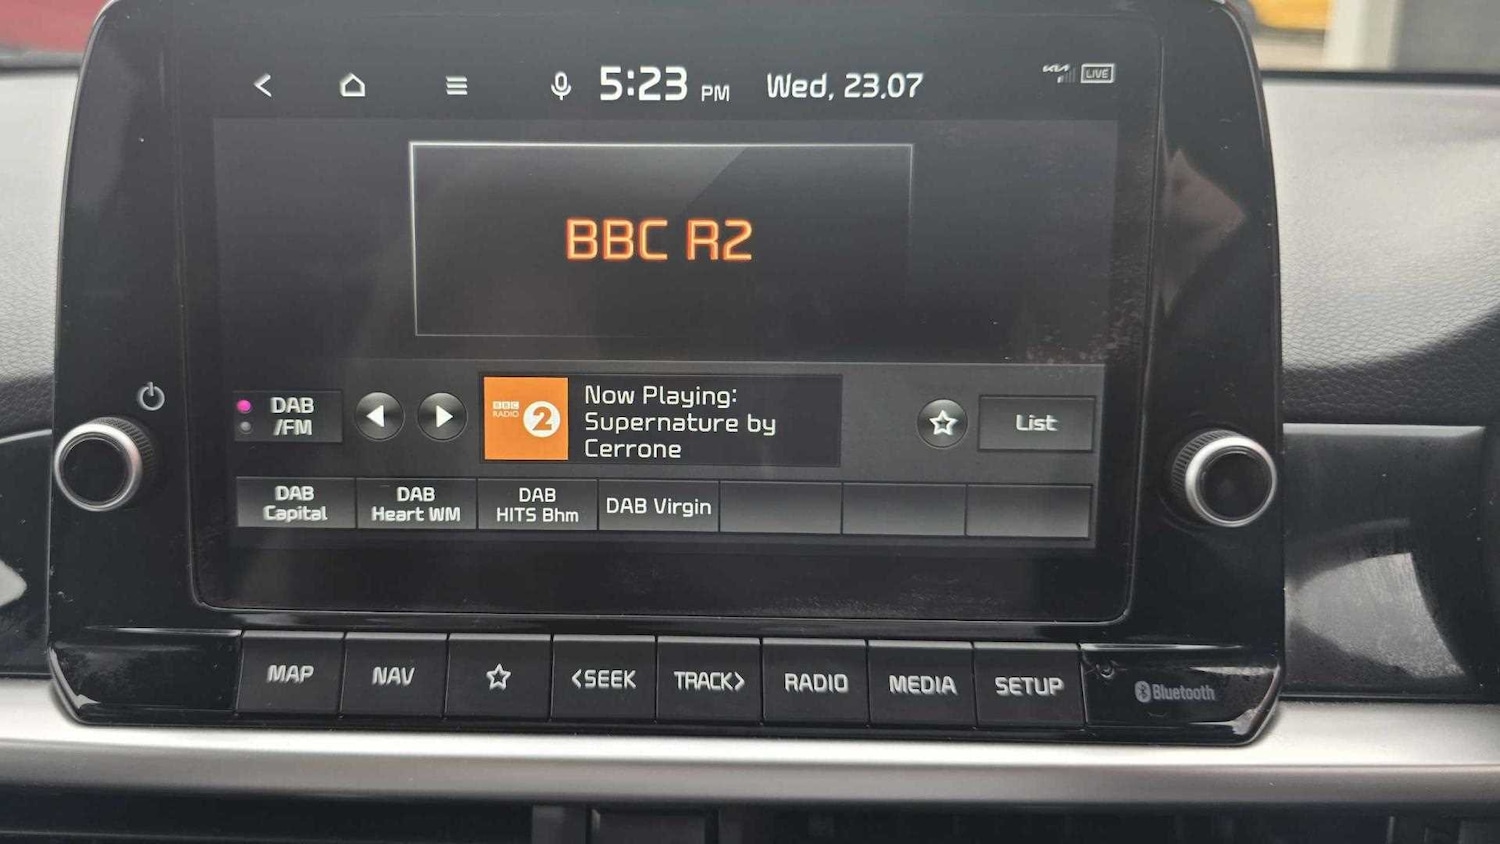 5:23 PM Wed, 23.07
KIA LIVE
BBC R2
DAB
/FM
BBC
RADIO 2
Now Playing:
Supernature by
Cerrone
List
DAB
Capital
DAB
Heart WM
DAB
HITS Bhm
DAB Virgin
MAP
NAV
<SEEK
TRACK>
RADIO
MEDIA
SETUP
Bluetooth